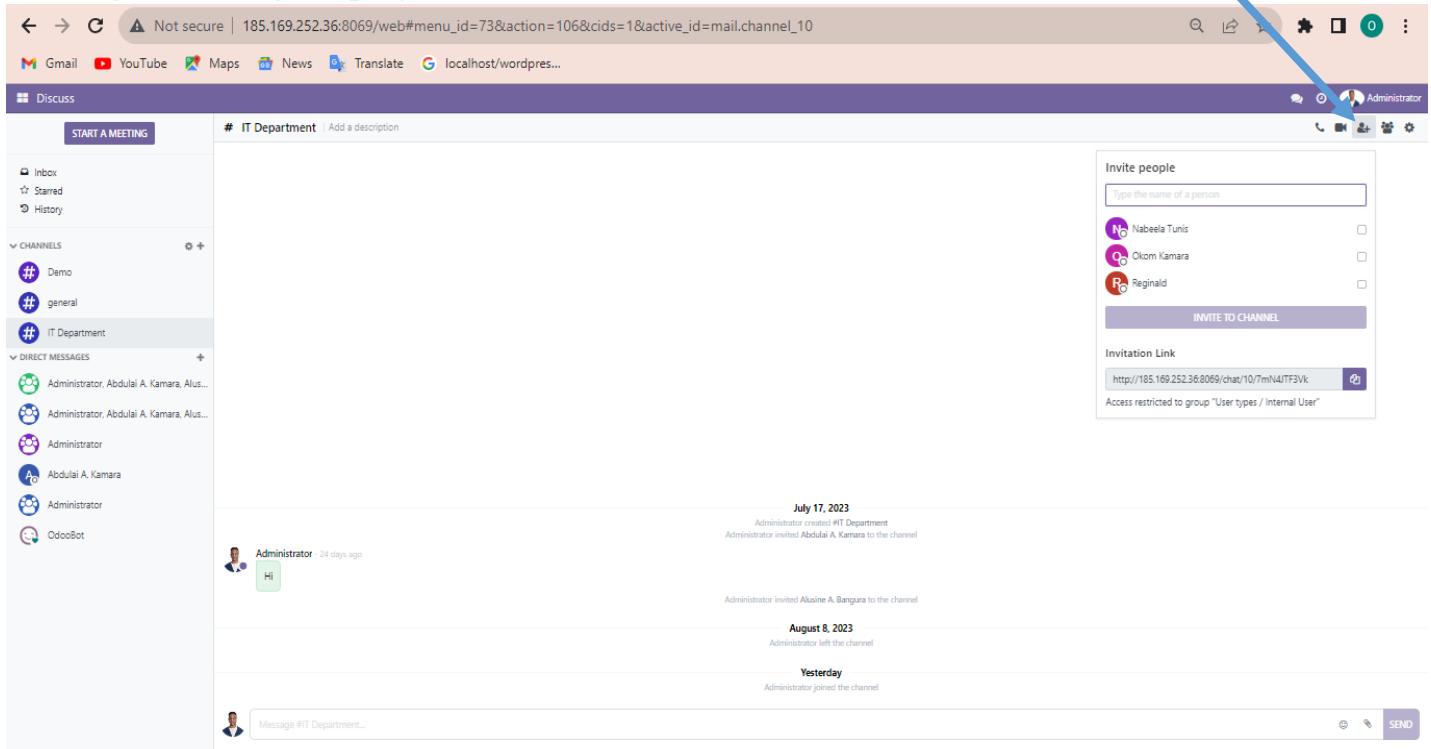 Not secure | 185.169.252.36:8069/web#menu_id=73&action=106&cids=1&active_id=mail.channel_10
O
Gmail YouTube Maps News Translate localhost/wordpres...
Discuss Administrator
START A MEETING
# IT Department | Add a description
Inbox
Starred
History
CHANNELS
# Demo
# general
# IT Department
DIRECT MESSAGES
Administrator, Abdulai A. Kamara, Alus...
Administrator, Abdulai A. Kamara, Alus...
Administrator
A Abdulai A. Kamara
Administrator
OdooBot
Invite people
Type the name of a person
Nabeela Tunis
Okom Kamara
Reginald
INVITE TO CHANNEL
Invitation Link
http://185.169.252.36:8069/chat/10/7mN4JTF3Vk
Access restricted to group "User types / Internal User"
July 17, 2023
Administrator created #IT Department
Administrator invited Abdulai A. Kamara to the channel
Administrator - 24 days ago
Hi
Administrator invited Alusine A. Bangura to the channel
August 8, 2023
Administrator left the channel
Yesterday
Administrator joined the channel
Message #IT Department...
SEND